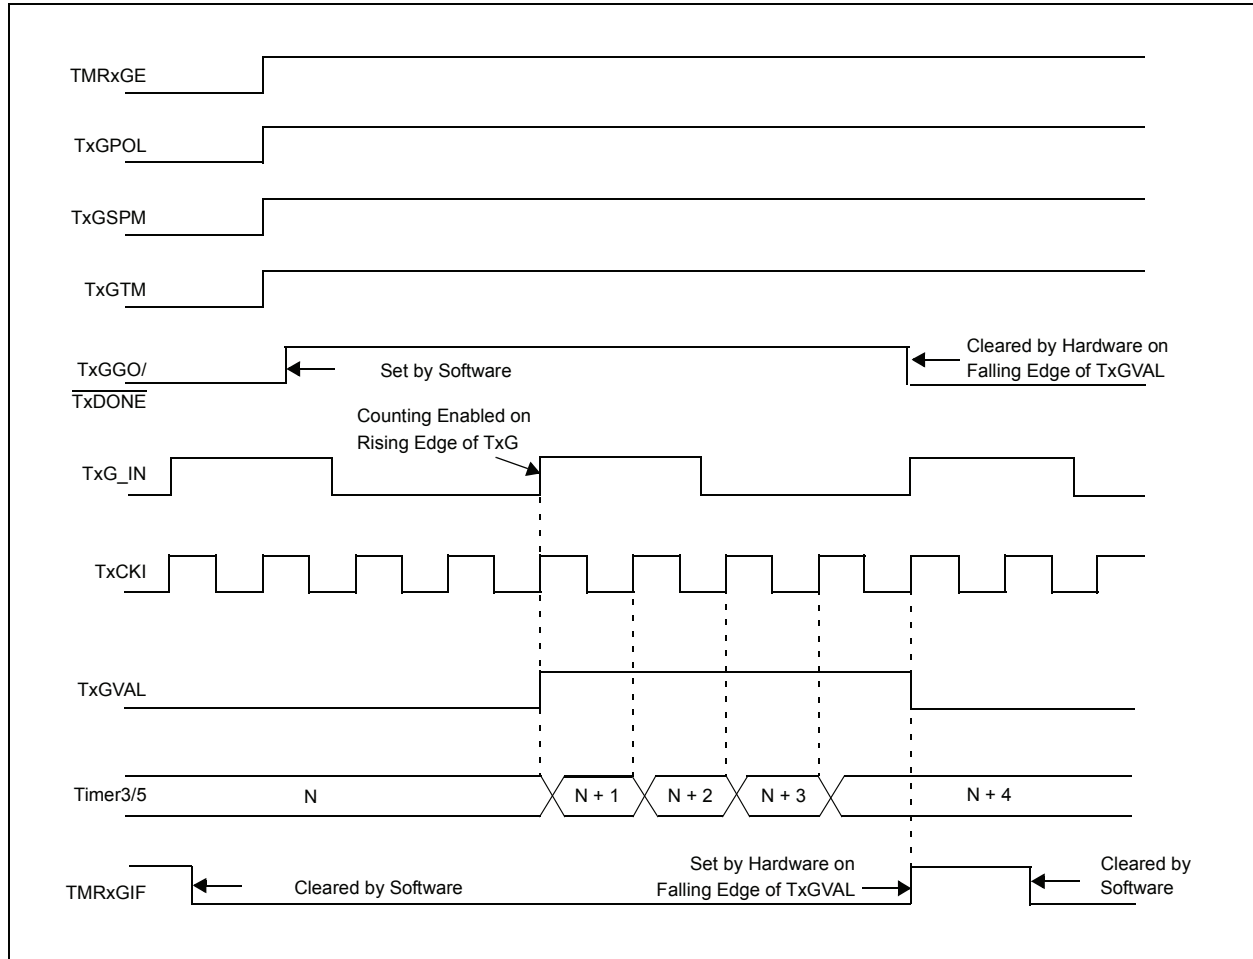 TMRxGE
TxGPOL
TxGSPM
TxGTM
TxGGO/
TxDONE
Set by Software
Cleared by Hardware on
Falling Edge of TxGVAL
Counting Enabled on
Rising Edge of TxG
TxG_IN
TxCKI
TxGVAL
Timer3/5
N
N + 1
N + 2
N + 3
N + 4
TMRxGIF
Cleared by Software
Set by Hardware on
Falling Edge of TxGVAL
Cleared by
Software